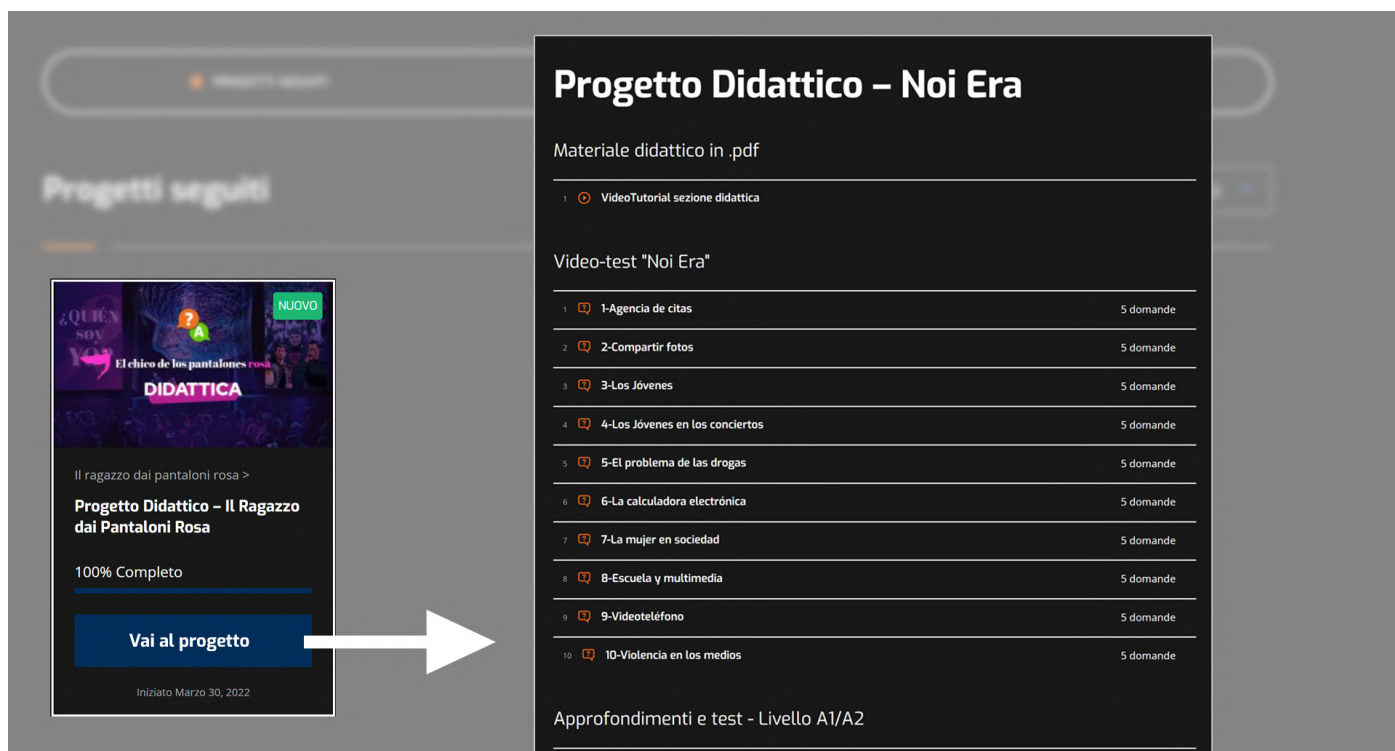 PROGETTI SEGUITI
Progetti seguiti
¿QUIÉN
SOY
YO?
?
A
El chico de los pantalones rosa
DIDATTICA
NUOVO
Il ragazzo dai pantaloni rosa >
Progetto Didattico – Il Ragazzo
dai Pantaloni Rosa
100% Completo
Vai al progetto
Iniziato Marzo 30, 2022
Progetto Didattico – Noi Era
Materiale didattico in .pdf
1 VideoTutorial sezione didattica
Video-test "Noi Era"
1 ? 1-Agencia de citas 5 domande
2 ? 2-Compartir fotos 5 domande
3 ? 3-Los Jóvenes 5 domande
4 ? 4-Los Jóvenes en los conciertos 5 domande
5 ? 5-El problema de las drogas 5 domande
6 ? 6-La calculadora electrónica 5 domande
7 ? 7-La mujer en sociedad 5 domande
8 ? 8-Escuela y multimedia 5 domande
9 ? 9-Videoteléfono 5 domande
10 ? 10-Violencia en los medios 5 domande
Approfondimenti e test - Livello A1/A2